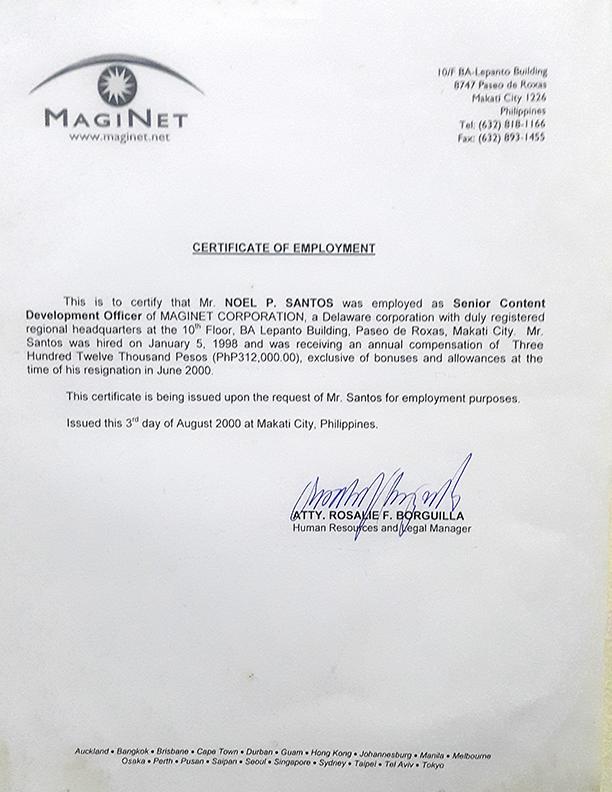 MAGINET
www.maginet.net
10/F BA-Lepanto Building
8747 Paseo de Roxas
Makati City 1226
Philippines
Tel: (632) 818-1166
Fax: (632) 893-1455
CERTIFICATE OF EMPLOYMENT
This is to certify that Mr. NOEL P. SANTOS was employed as Senior Content
Development Officer of MAGINET CORPORATION, a Delaware corporation with duly registered
regional headquarters at the 10th Floor, BA Lepanto Building, Paseo de Roxas, Makati City. Mr.
Santos was hired on January 5, 1998 and was receiving an annual compensation of Three
Hundred Twelve Thousand Pesos (PhP312,000.00), exclusive of bonuses and allowances at the
time of his resignation in June 2000.
This certificate is being issued upon the request of Mr. Santos for employment purposes.
Issued this 3rd day of August 2000 at Makati City, Philippines.
ATTY. ROSALIE F. BORGUILLA
Human Resources and Legal Manager
Auckland • Bangkok • Brisbane • Cape Town • Durban • Guam • Hong Kong • Johannesburg • Manila • Melbourne
Osaka • Perth • Pusan • Saipan • Seoul • Singapore • Sydney • Taipei • Tel Aviv • Tokyo